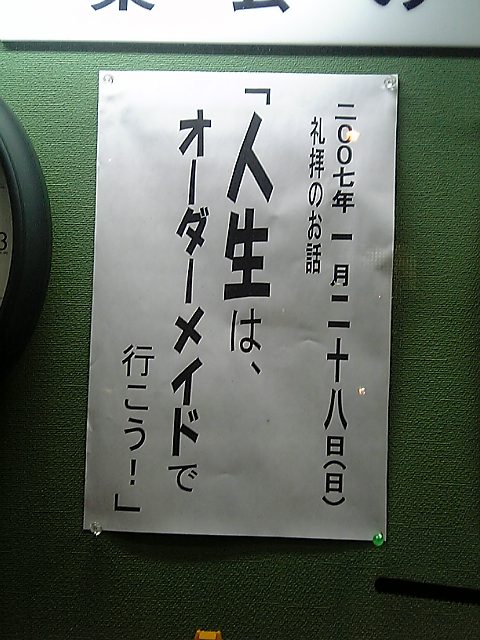 二〇〇七年 一月二十八日(日)
礼拝のお話
「人生は、
オーダーメイドで
行こう!」
3